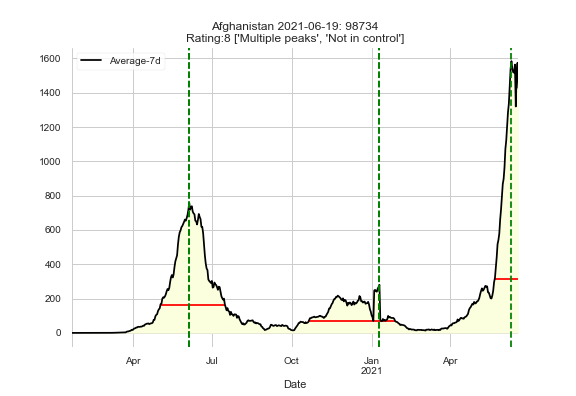 Afghanistan 2021-06-19: 98734
Rating:8 ['Multiple peaks', 'Not in control']
Average-7d
1600
1400
1200
1000
800
600
400
200
0
Apr
Jul
Oct
Jan
2021
Apr
Date